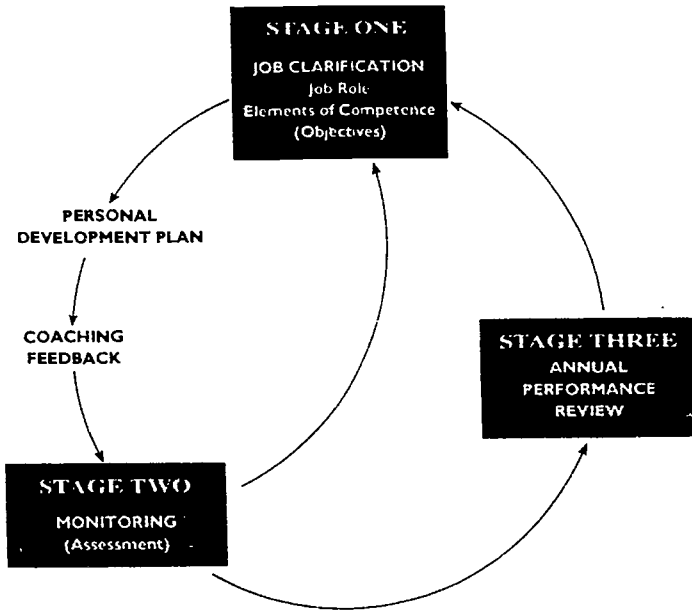 STAGE ONE
JOB CLARIFICATION
Job Role
Elements of Competence
(Objectives)
PERSONAL
DEVELOPMENT PLAN
COACHING
FEEDBACK
STAGE TWO
MONITORING
(Assessment)
STAGE THREE
ANNUAL
PERFORMANCE
REVIEW